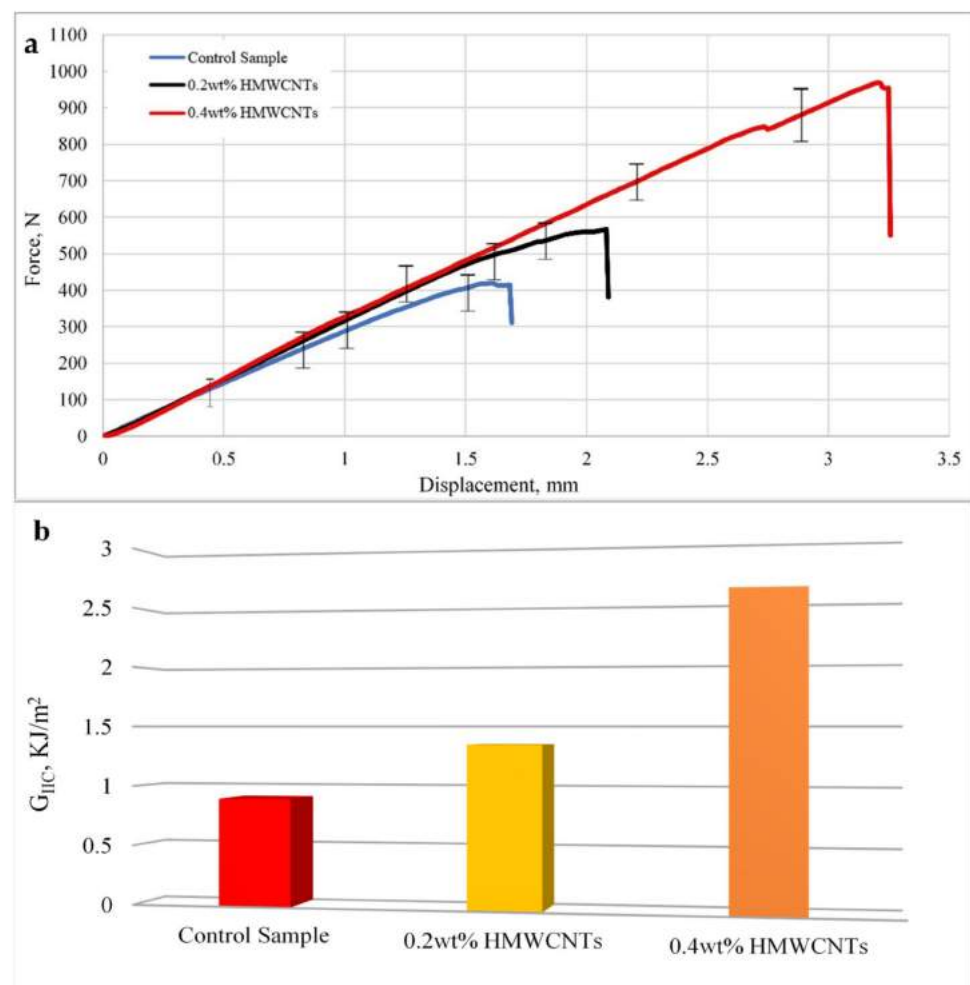 a
1100
1000
900
800
700
600
500
400
300
200
100
0
Force, N
Control Sample
0.2wt% HMWCNTs
0.4wt% HMWCNTs
0 0.5 1 1.5 2 2.5 3 3.5
Displacement, mm
b
3
2.5
2
1.5
1
0.5
0
G_IIC, KJ/m²
Control Sample 0.2wt% HMWCNTs 0.4wt% HMWCNTs